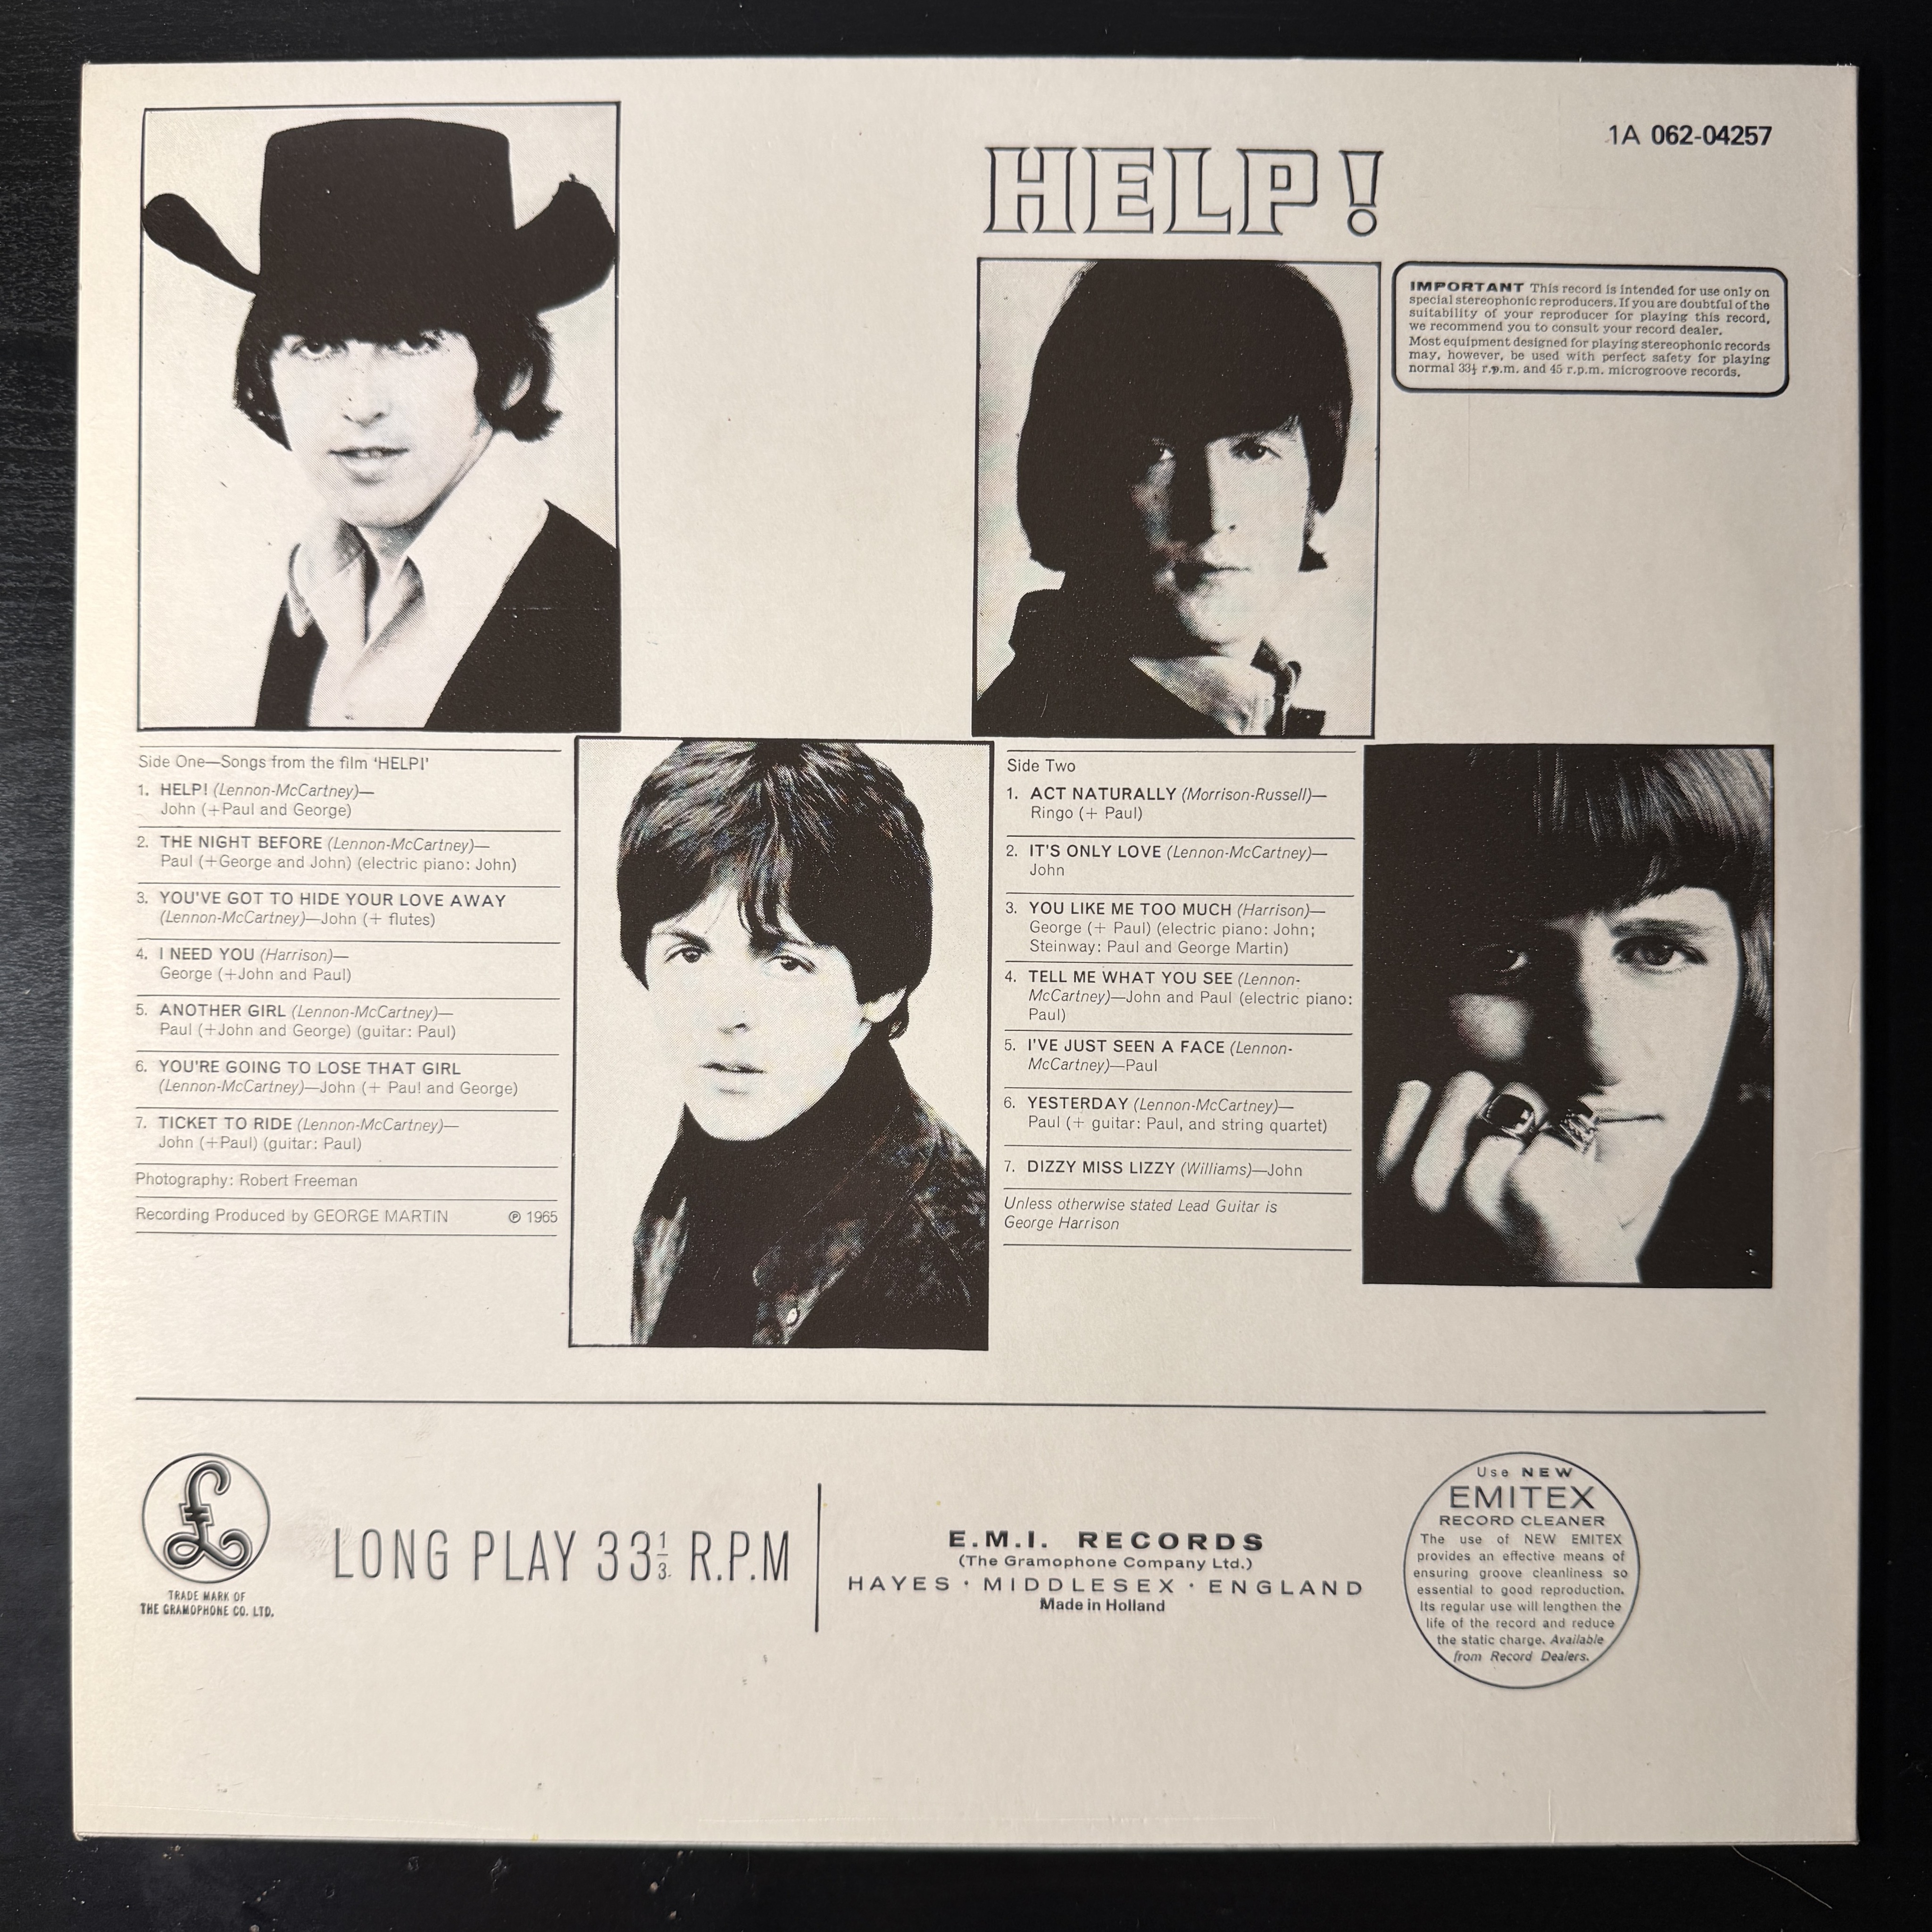 1A 062-04257
HELP!
IMPORTANT This record is intended for use only on
special stereophonic reproducers. If you are doubtful of the
suitability of your reproducer for playing this record,
we recommend you to consult your record dealer.
Most equipment designed for playing stereophonic records
may, however, be used with perfect safety for playing
normal 33⅓ r.p.m. and 45 r.p.m. microgroove records.
Side One—Songs from the film 'HELP!'
1. HELP! (Lennon-McCartney)—
John (+Paul and George)
2. THE NIGHT BEFORE (Lennon-McCartney)—
Paul (+George and John) (electric piano: John)
3. YOU'VE GOT TO HIDE YOUR LOVE AWAY
(Lennon-McCartney)—John (+ flutes)
4. I NEED YOU (Harrison)—
George (+John and Paul)
5. ANOTHER GIRL (Lennon-McCartney)—
Paul (+John and George) (guitar: Paul)
6. YOU'RE GOING TO LOSE THAT GIRL
(Lennon-McCartney)—John (+ Paul and George)
7. TICKET TO RIDE (Lennon-McCartney)—
John (+Paul) (guitar: Paul)
Photography: Robert Freeman
Recording Produced by GEORGE MARTIN ℗ 1965
Side Two
1. ACT NATURALLY (Morrison-Russell)—
Ringo (+ Paul)
2. IT'S ONLY LOVE (Lennon-McCartney)—
John
3. YOU LIKE ME TOO MUCH (Harrison)—
George (+ Paul) (electric piano: John;
Steinway: Paul and George Martin)
4. TELL ME WHAT YOU SEE (Lennon-
McCartney)—John and Paul (electric piano:
Paul)
5. I'VE JUST SEEN A FACE (Lennon-
McCartney)—Paul
6. YESTERDAY (Lennon-McCartney)—
Paul (+ guitar: Paul, and string quartet)
7. DIZZY MISS LIZZY (Williams)—John
Unless otherwise stated Lead Guitar is
George Harrison
£
TRADE MARK OF
THE GRAMOPHONE CO. LTD.
LONG PLAY 33⅓ R.P.M
E.M.I. RECORDS
(The Gramophone Company Ltd.)
HAYES · MIDDLESEX · ENGLAND
Made in Holland
Use NEW
EMITEX
RECORD CLEANER
The use of NEW EMITEX
provides an effective means of
ensuring groove cleanliness so
essential to good reproduction.
Its regular use will lengthen the
life of the record and reduce
the static charge. Available
from Record Dealers.